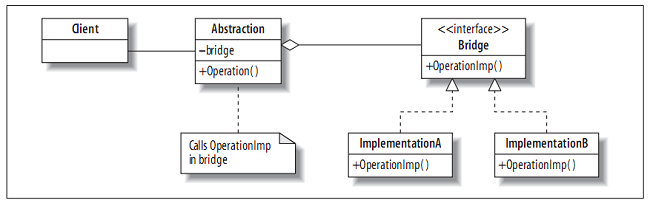 Client
Abstraction
–bridge
+Operation()
<<interface>>
Bridge
+OperationImp()
Calls OperationImp
in bridge
ImplementationA
+OperationImp()
ImplementationB
+OperationImp()